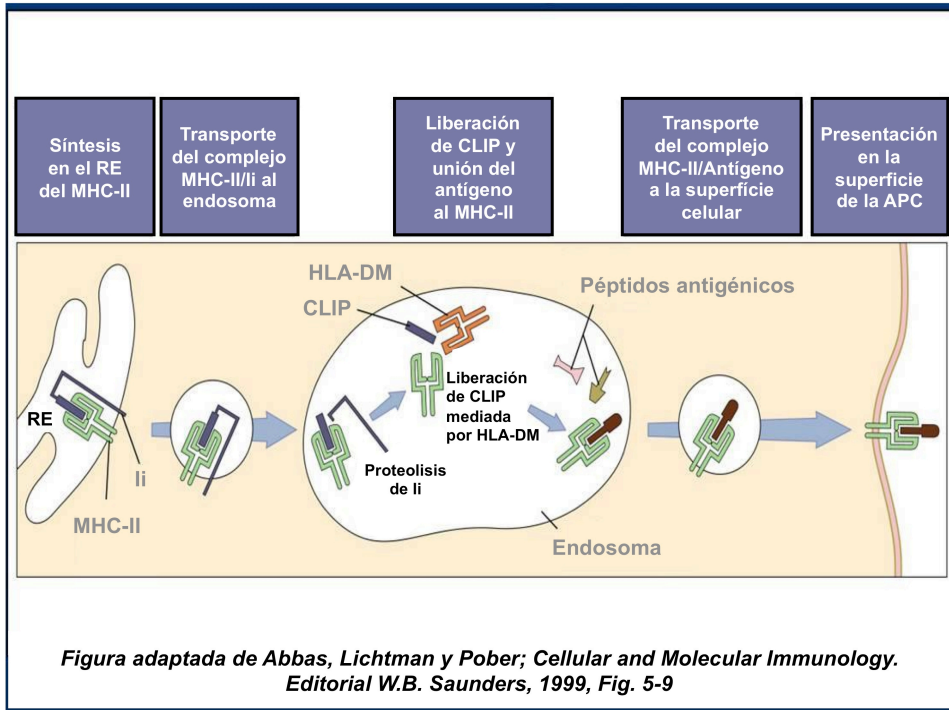 Síntesis
en el RE
del MHC-II
Transporte
del complejo
MHC-II/Ii al
endosoma
Liberación
de CLIP y
unión del
antígeno
al MHC-II
Transporte
del complejo
MHC-II/Antígeno
a la superfície
celular
Presentación
en la
superficie
de la APC
HLA-DM
CLIP
Péptidos antigénicos
RE
Liberación
de CLIP
mediada
por HLA-DM
Ii
Proteolisis
de Ii
MHC-II
Endosoma
Figura adaptada de Abbas, Lichtman y Pober; Cellular and Molecular Immunology.
Editorial W.B. Saunders, 1999, Fig. 5-9